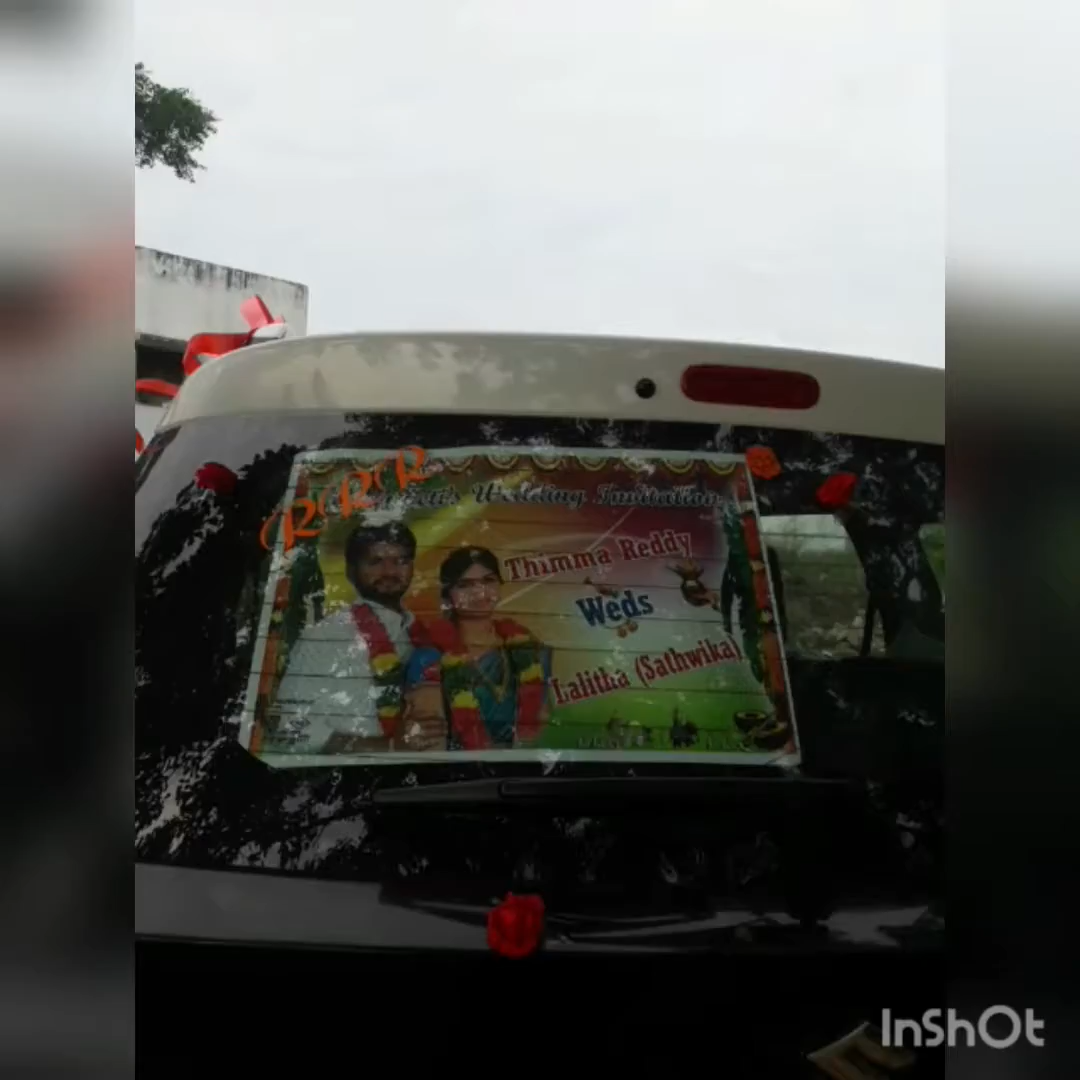 RRR
Wedding Invitation
Thimma Reddy
Weds
Lalitha (Sathwika)
InShOt